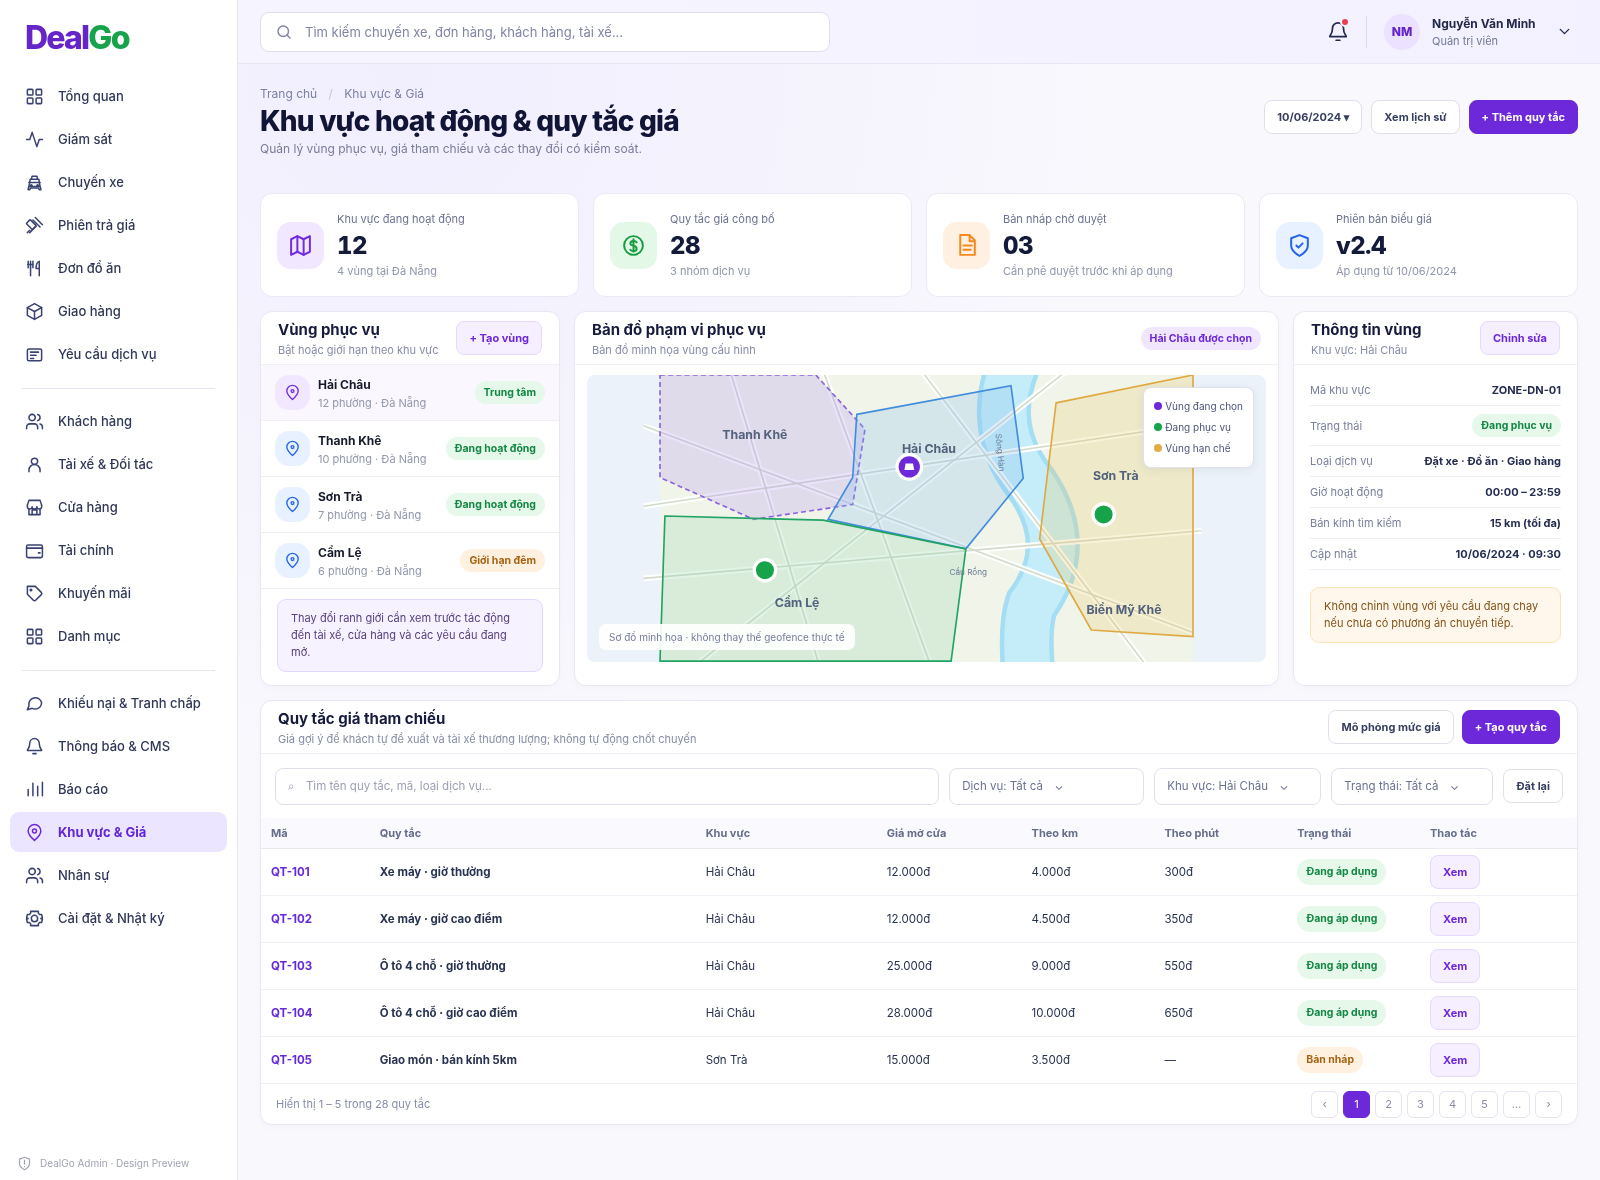 DealGo
Tổng quan
Giám sát
Chuyến xe
Phiên trả giá
Đơn đồ ăn
Giao hàng
Yêu cầu dịch vụ
Khách hàng
Tài xế & Đối tác
Cửa hàng
Tài chính
Khuyến mãi
Danh mục
Khiếu nại & Tranh chấp
Thông báo & CMS
Báo cáo
Khu vực & Giá
Nhân sự
Cài đặt & Nhật ký
DealGo Admin · Design Preview
Tìm kiếm chuyến xe, đơn hàng, khách hàng, tài xế...
NM
Nguyễn Văn Minh
Quản trị viên
Trang chủ / Khu vực & Giá
Khu vực hoạt động & quy tắc giá
Quản lý vùng phục vụ, giá tham chiếu và các thay đổi có kiểm soát.
10/06/2024 ▾
Xem lịch sử
+ Thêm quy tắc
Khu vực đang hoạt động
12
4 vùng tại Đà Nẵng
Quy tắc giá công bố
28
3 nhóm dịch vụ
Bản nháp chờ duyệt
03
Cần phê duyệt trước khi áp dụng
Phiên bản biểu giá
v2.4
Áp dụng từ 10/06/2024
Vùng phục vụ
Bật hoặc giới hạn theo khu vực
+ Tạo vùng
Hải Châu
12 phường · Đà Nẵng
Trung tâm
Thanh Khê
10 phường · Đà Nẵng
Đang hoạt động
Sơn Trà
7 phường · Đà Nẵng
Đang hoạt động
Cẩm Lệ
6 phường · Đà Nẵng
Giới hạn đêm
Thay đổi ranh giới cần xem trước tác động
đến tài xế, cửa hàng và các yêu cầu đang
mở.
Bản đồ phạm vi phục vụ
Bản đồ minh họa vùng cấu hình
Hải Châu được chọn
Thanh Khê
Hải Châu
Sông Hàn
Sơn Trà
Cầu Rồng
Cẩm Lệ
Biển Mỹ Khê
Vùng đang chọn
Đang phục vụ
Vùng hạn chế
Sơ đồ minh họa · không thay thế geofence thực tế
Thông tin vùng
Khu vực: Hải Châu
Chỉnh sửa
Mã khu vực ZONE-DN-01
Trạng thái Đang phục vụ
Loại dịch vụ Đặt xe · Đồ ăn · Giao hàng
Giờ hoạt động 00:00 – 23:59
Bán kính tìm kiếm 15 km (tối đa)
Cập nhật 10/06/2024 · 09:30
Không chỉnh vùng với yêu cầu đang chạy
nếu chưa có phương án chuyển tiếp.
Quy tắc giá tham chiếu
Giá gợi ý để khách tự đề xuất và tài xế thương lượng; không tự động chốt chuyến
Mô phỏng mức giá
+ Tạo quy tắc
Tìm tên quy tắc, mã, loại dịch vụ...
Dịch vụ: Tất cả
Khu vực: Hải Châu
Trạng thái: Tất cả
Đặt lại
Mã Quy tắc Khu vực Giá mở cửa Theo km Theo phút Trạng thái Thao tác
QT-101 Xe máy · giờ thường Hải Châu 12.000đ 4.000đ 300đ Đang áp dụng Xem
QT-102 Xe máy · giờ cao điểm Hải Châu 12.000đ 4.500đ 350đ Đang áp dụng Xem
QT-103 Ô tô 4 chỗ · giờ thường Hải Châu 25.000đ 9.000đ 550đ Đang áp dụng Xem
QT-104 Ô tô 4 chỗ · giờ cao điểm Hải Châu 28.000đ 10.000đ 650đ Đang áp dụng Xem
QT-105 Giao món · bán kính 5km Sơn Trà 15.000đ 3.500đ — Bản nháp Xem
Hiển thị 1 – 5 trong 28 quy tắc
‹ 1 2 3 4 5 ... ›